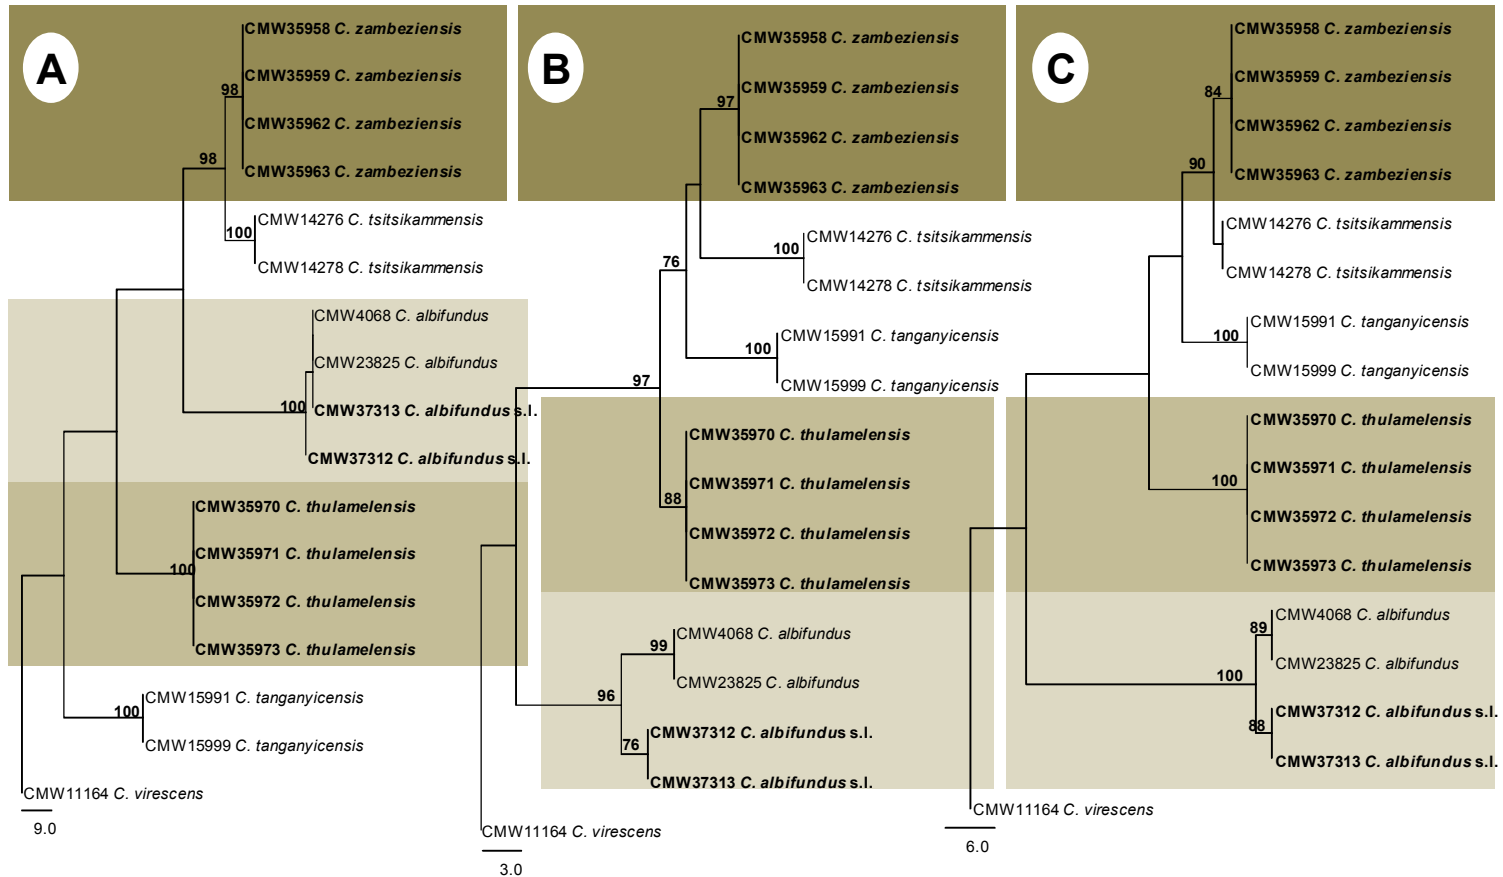 A
98
98
CMW35958 C. zambeziensis
CMW35959 C. zambeziensis
CMW35962 C. zambeziensis
CMW35963 C. zambeziensis
100
CMW14276 C. tsitsikammensis
CMW14278 C. tsitsikammensis
100
CMW4068 C. albifundus
CMW23825 C. albifundus
CMW37313 C. albifundus s.l.
CMW37312 C. albifundus s.l.
100
CMW35970 C. thulamelensis
CMW35971 C. thulamelensis
CMW35972 C. thulamelensis
CMW35973 C. thulamelensis
100
CMW15991 C. tanganyicensis
CMW15999 C. tanganyicensis
CMW11164 C. virescens
9.0
B
97
CMW35958 C. zambeziensis
CMW35959 C. zambeziensis
CMW35962 C. zambeziensis
CMW35963 C. zambeziensis
76
100
CMW14276 C. tsitsikammensis
CMW14278 C. tsitsikammensis
100
CMW15991 C. tanganyicensis
CMW15999 C. tanganyicensis
97
88
CMW35970 C. thulamelensis
CMW35971 C. thulamelensis
CMW35972 C. thulamelensis
CMW35973 C. thulamelensis
96
99
CMW4068 C. albifundus
CMW23825 C. albifundus
76
CMW37312 C. albifundus s.l.
CMW37313 C. albifundus s.l.
CMW11164 C. virescens
3.0
C
84
90
CMW35958 C. zambeziensis
CMW35959 C. zambeziensis
CMW35962 C. zambeziensis
CMW35963 C. zambeziensis
CMW14276 C. tsitsikammensis
CMW14278 C. tsitsikammensis
100
CMW15991 C. tanganyicensis
CMW15999 C. tanganyicensis
100
CMW35970 C. thulamelensis
CMW35971 C. thulamelensis
CMW35972 C. thulamelensis
CMW35973 C. thulamelensis
100
89
CMW4068 C. albifundus
CMW23825 C. albifundus
88
CMW37312 C. albifundus s.l.
CMW37313 C. albifundus s.l.
CMW11164 C. virescens
6.0